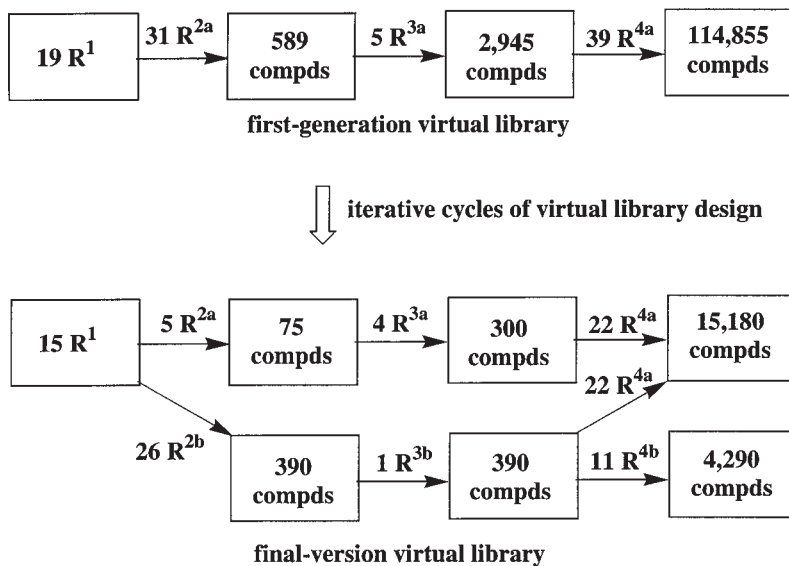 19 R¹
31 R²ᵃ
589
compds
5 R³ᵃ
2,945
compds
39 R⁴ᵃ
114,855
compds
first-generation virtual library
iterative cycles of virtual library design
15 R¹
5 R²ᵃ
75
compds
4 R³ᵃ
300
compds
22 R⁴ᵃ
15,180
compds
22 R⁴ᵃ
26 R²ᵇ
390
compds
1 R³ᵇ
390
compds
11 R⁴ᵇ
4,290
compds
final-version virtual library